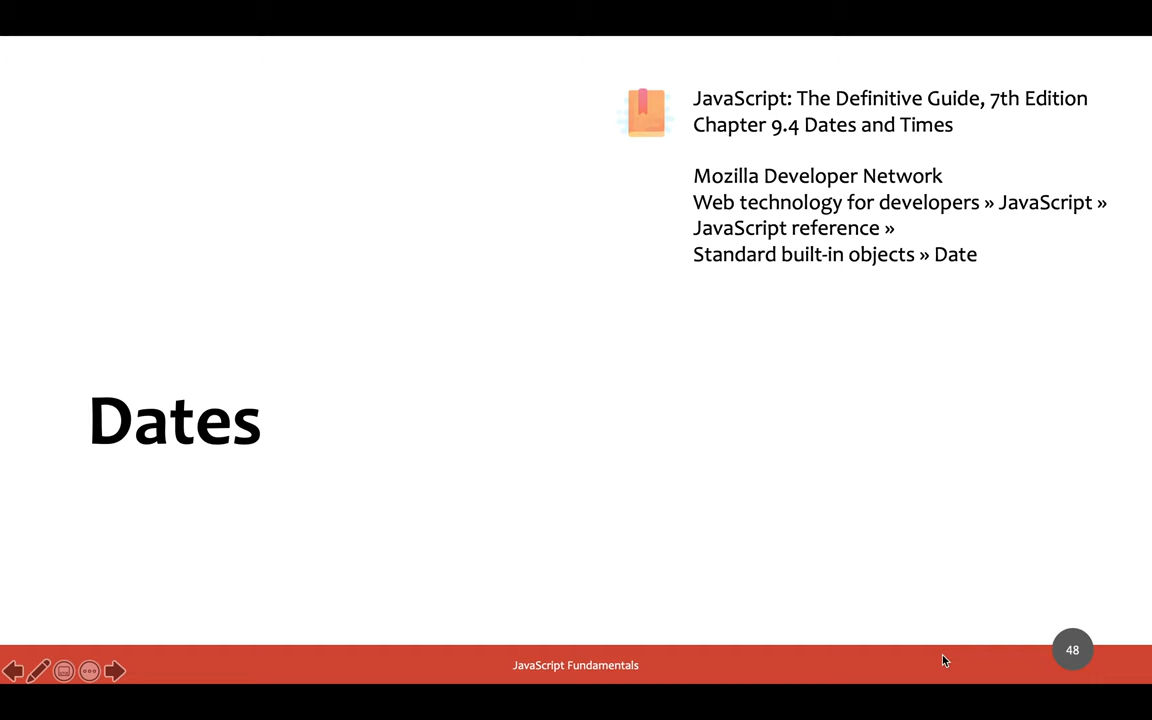 JavaScript: The Definitive Guide, 7th Edition
Chapter 9.4 Dates and Times
Mozilla Developer Network
Web technology for developers » JavaScript »
JavaScript reference »
Standard built-in objects » Date
Dates
JavaScript Fundamentals
48